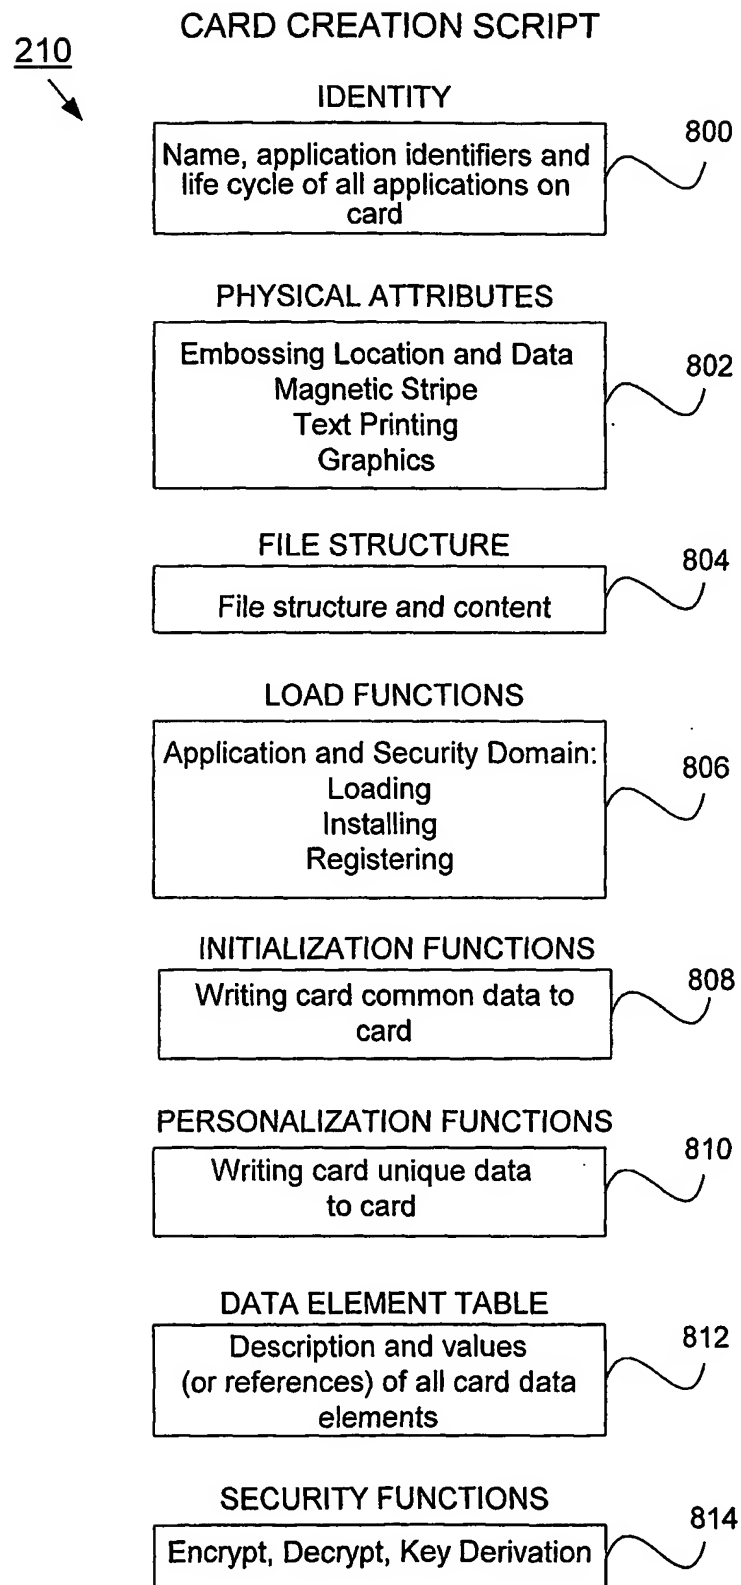 CARD CREATION SCRIPT
210
IDENTITY
800
Name, application identifiers and
life cycle of all applications on
card
PHYSICAL ATTRIBUTES
802
Embossing Location and Data
Magnetic Stripe
Text Printing
Graphics
FILE STRUCTURE
804
File structure and content
LOAD FUNCTIONS
806
Application and Security Domain:
Loading
Installing
Registering
INITIALIZATION FUNCTIONS
808
Writing card common data to
card
PERSONALIZATION FUNCTIONS
810
Writing card unique data
to card
DATA ELEMENT TABLE
812
Description and values
(or references) of all card data
elements
SECURITY FUNCTIONS
814
Encrypt, Decrypt, Key Derivation